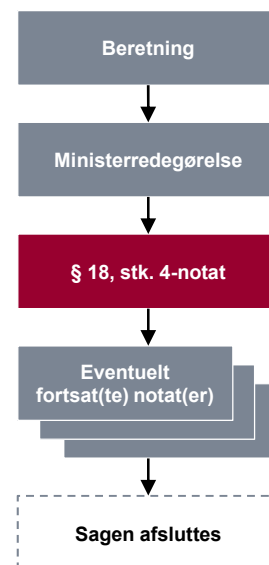 Beretning
Ministerredegørelse
§ 18, stk. 4-notat
Eventuelt
fortsat(te) notat(er)
Sagen afsluttes